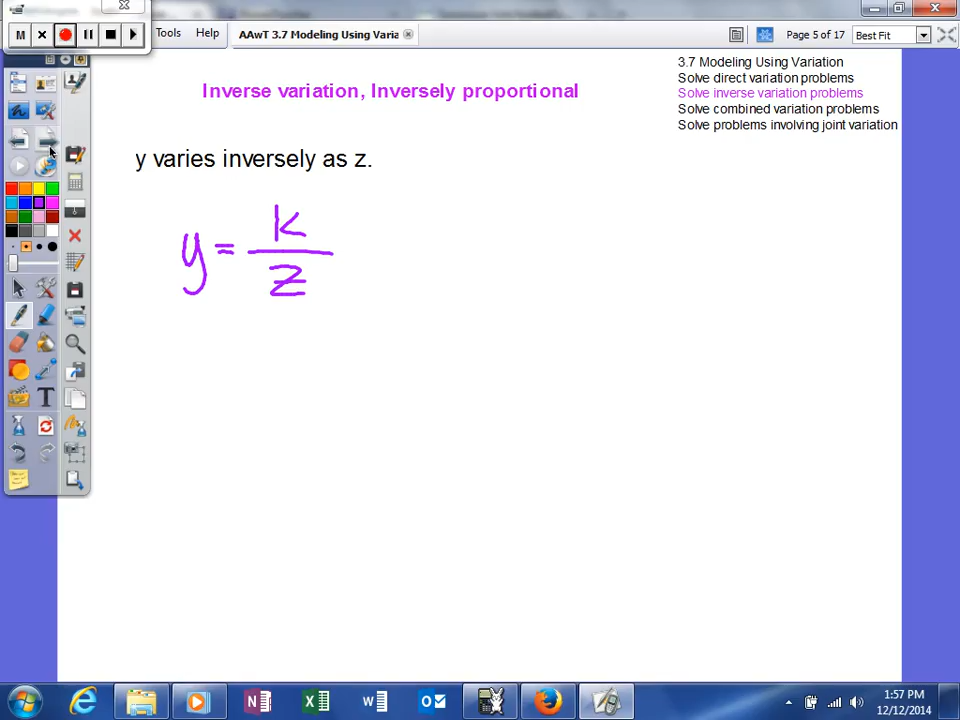 M
Tools Help AAwT 3.7 Modeling Using Varia Page 5 of 17 Best Fit
3.7 Modeling Using Variation
Solve direct variation problems
Solve inverse variation problems
Solve combined variation problems
Solve problems involving joint variation
Inverse variation, Inversely proportional
y varies inversely as z.
y = k
z
T
1:57 PM
12/12/2014